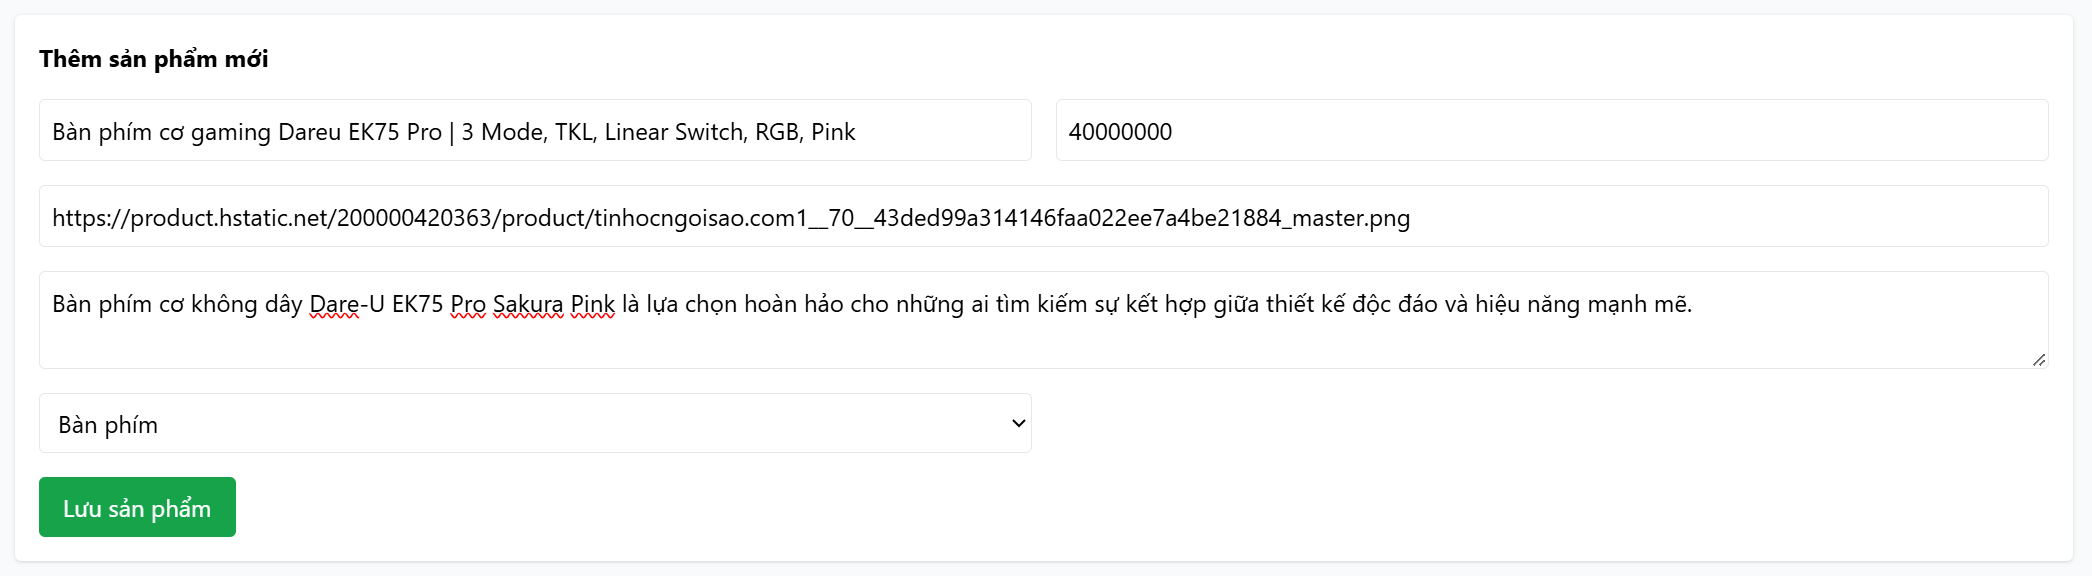 Thêm sản phẩm mới
Bàn phím cơ gaming Dareu EK75 Pro | 3 Mode, TKL, Linear Switch, RGB, Pink
40000000
https://product.hstatic.net/200000420363/product/tinhocngoisao.com1__70__43ded99a314146faa022ee7a4be21884_master.png
Bàn phím cơ không dây Dare-U EK75 Pro Sakura Pink là lựa chọn hoàn hảo cho những ai tìm kiếm sự kết hợp giữa thiết kế độc đáo và hiệu năng mạnh mẽ.
Bàn phím
Lưu sản phẩm